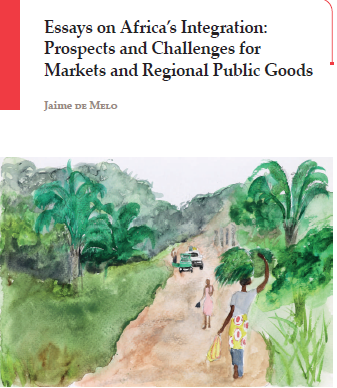 Essays on Africa’s Integration:
Prospects and Challenges for
Markets and Regional Public Goods
Jaime de Melo